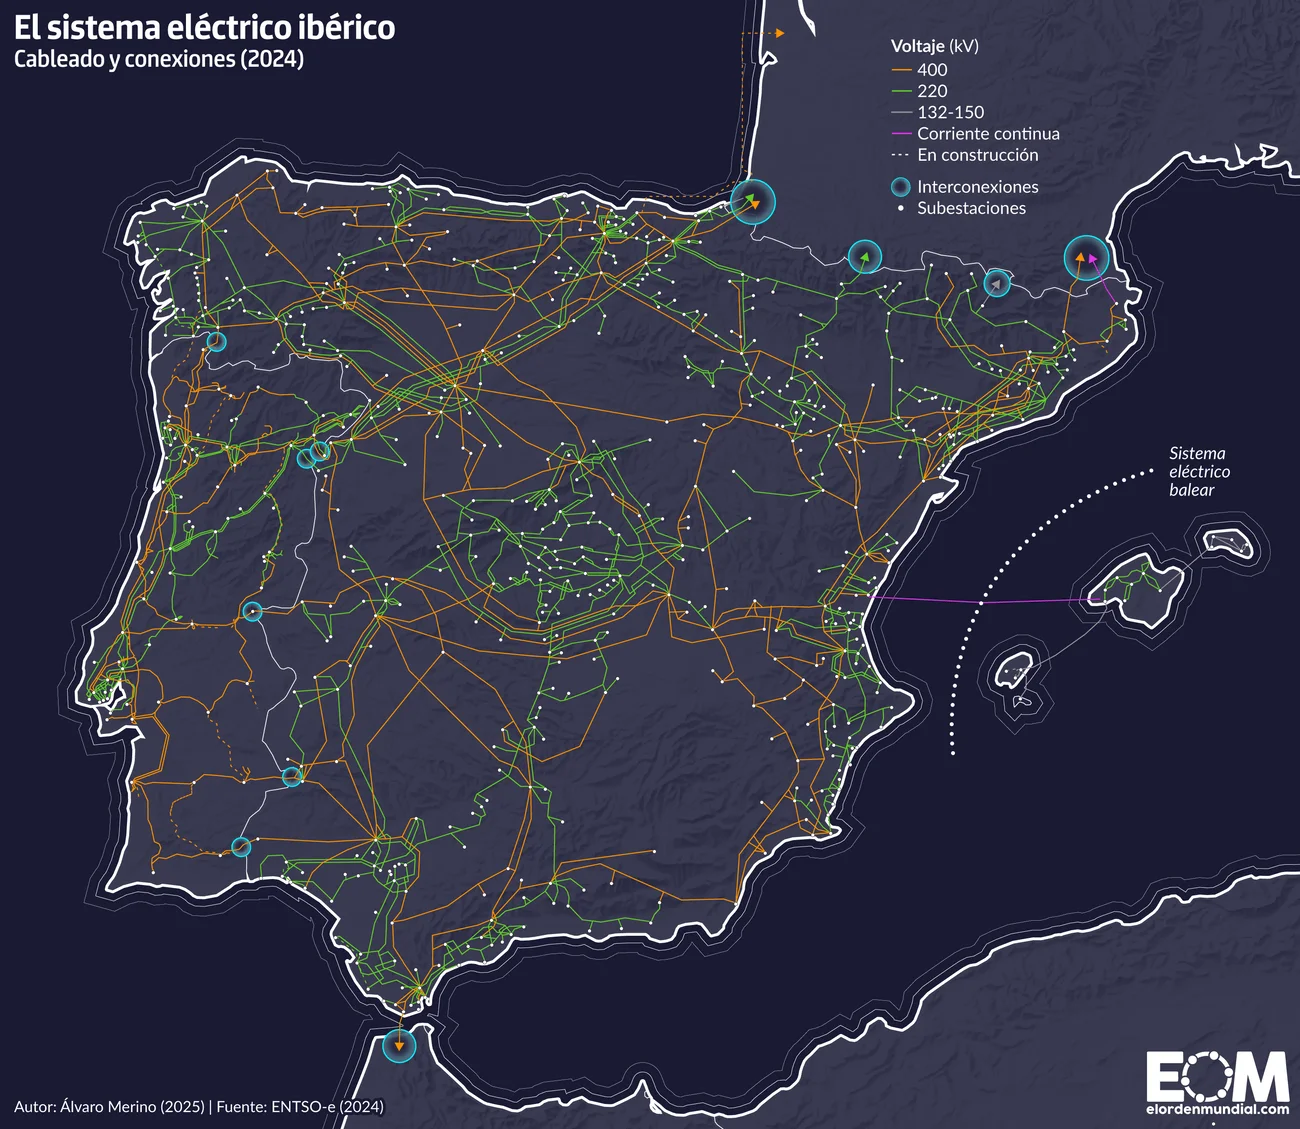 El sistema eléctrico ibérico
Cableado y conexiones (2024)
Voltaje (kV)
400
220
132-150
Corriente continua
En construcción
Interconexiones
Subestaciones
Sistema
eléctrico
balear
Autor: Álvaro Merino (2025) | Fuente: ENTSO-e (2024)
EOM
elordenmundial.com